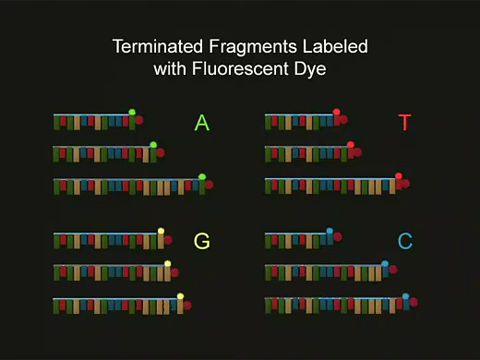 Terminated Fragments Labeled
with Fluorescent Dye
A
T
G
C